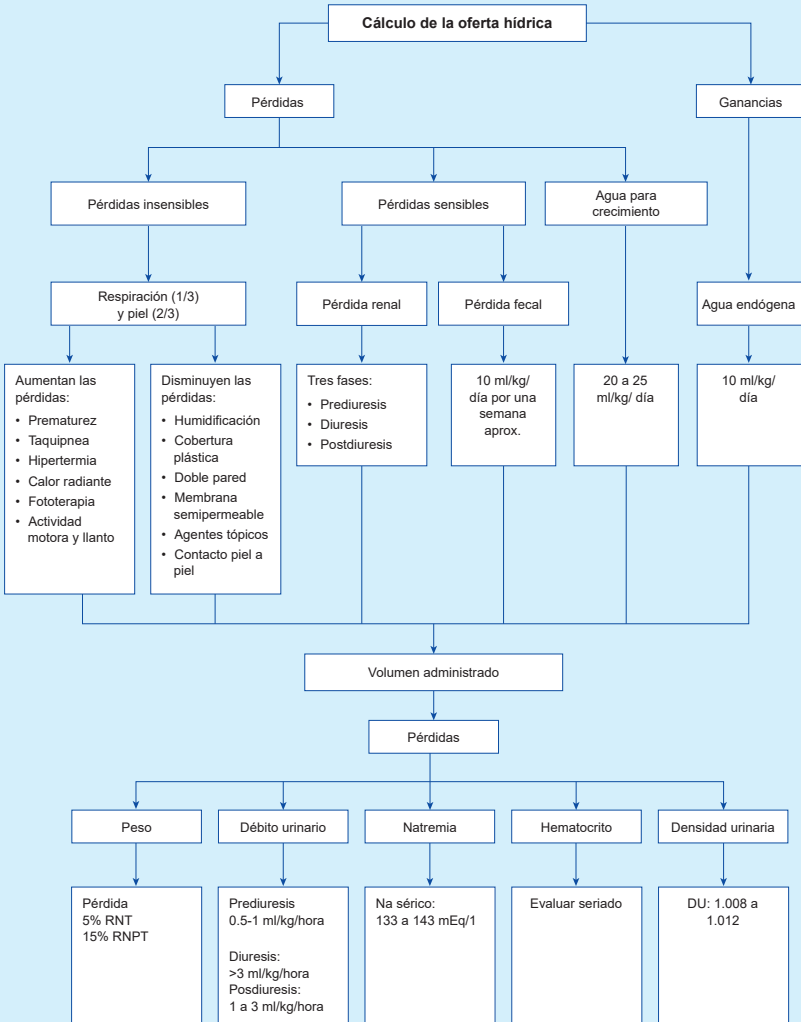 Cálculo de la oferta hídrica
Pérdidas
Ganancias
Pérdidas insensibles
Pérdidas sensibles
Agua para
crecimiento
Respiración (1/3)
y piel (2/3)
Pérdida renal
Pérdida fecal
Agua endógena
Aumentan las
pérdidas:
• Prematurez
• Taquipnea
• Hipertermia
• Calor radiante
• Fototerapia
• Actividad
motora y llanto
Disminuyen las
pérdidas:
• Humidificación
• Cobertura
plástica
• Doble pared
• Membrana
semipermeable
• Agentes tópicos
• Contacto piel a
piel
Tres fases:
• Prediuresis
• Diuresis
• Postdiuresis
10 ml/kg/
día por una
semana
aprox.
20 a 25
ml/kg/ día
10 ml/kg/
día
Volumen administrado
Pérdidas
Peso
Débito urinario
Natremia
Hematocrito
Densidad urinaria
Pérdida
5% RNT
15% RNPT
Prediuresis
0.5-1 ml/kg/hora
Diuresis:
>3 ml/kg/hora
Posdiuresis:
1 a 3 ml/kg/hora
Na sérico:
133 a 143 mEq/1
Evaluar seriado
DU: 1.008 a
1.012